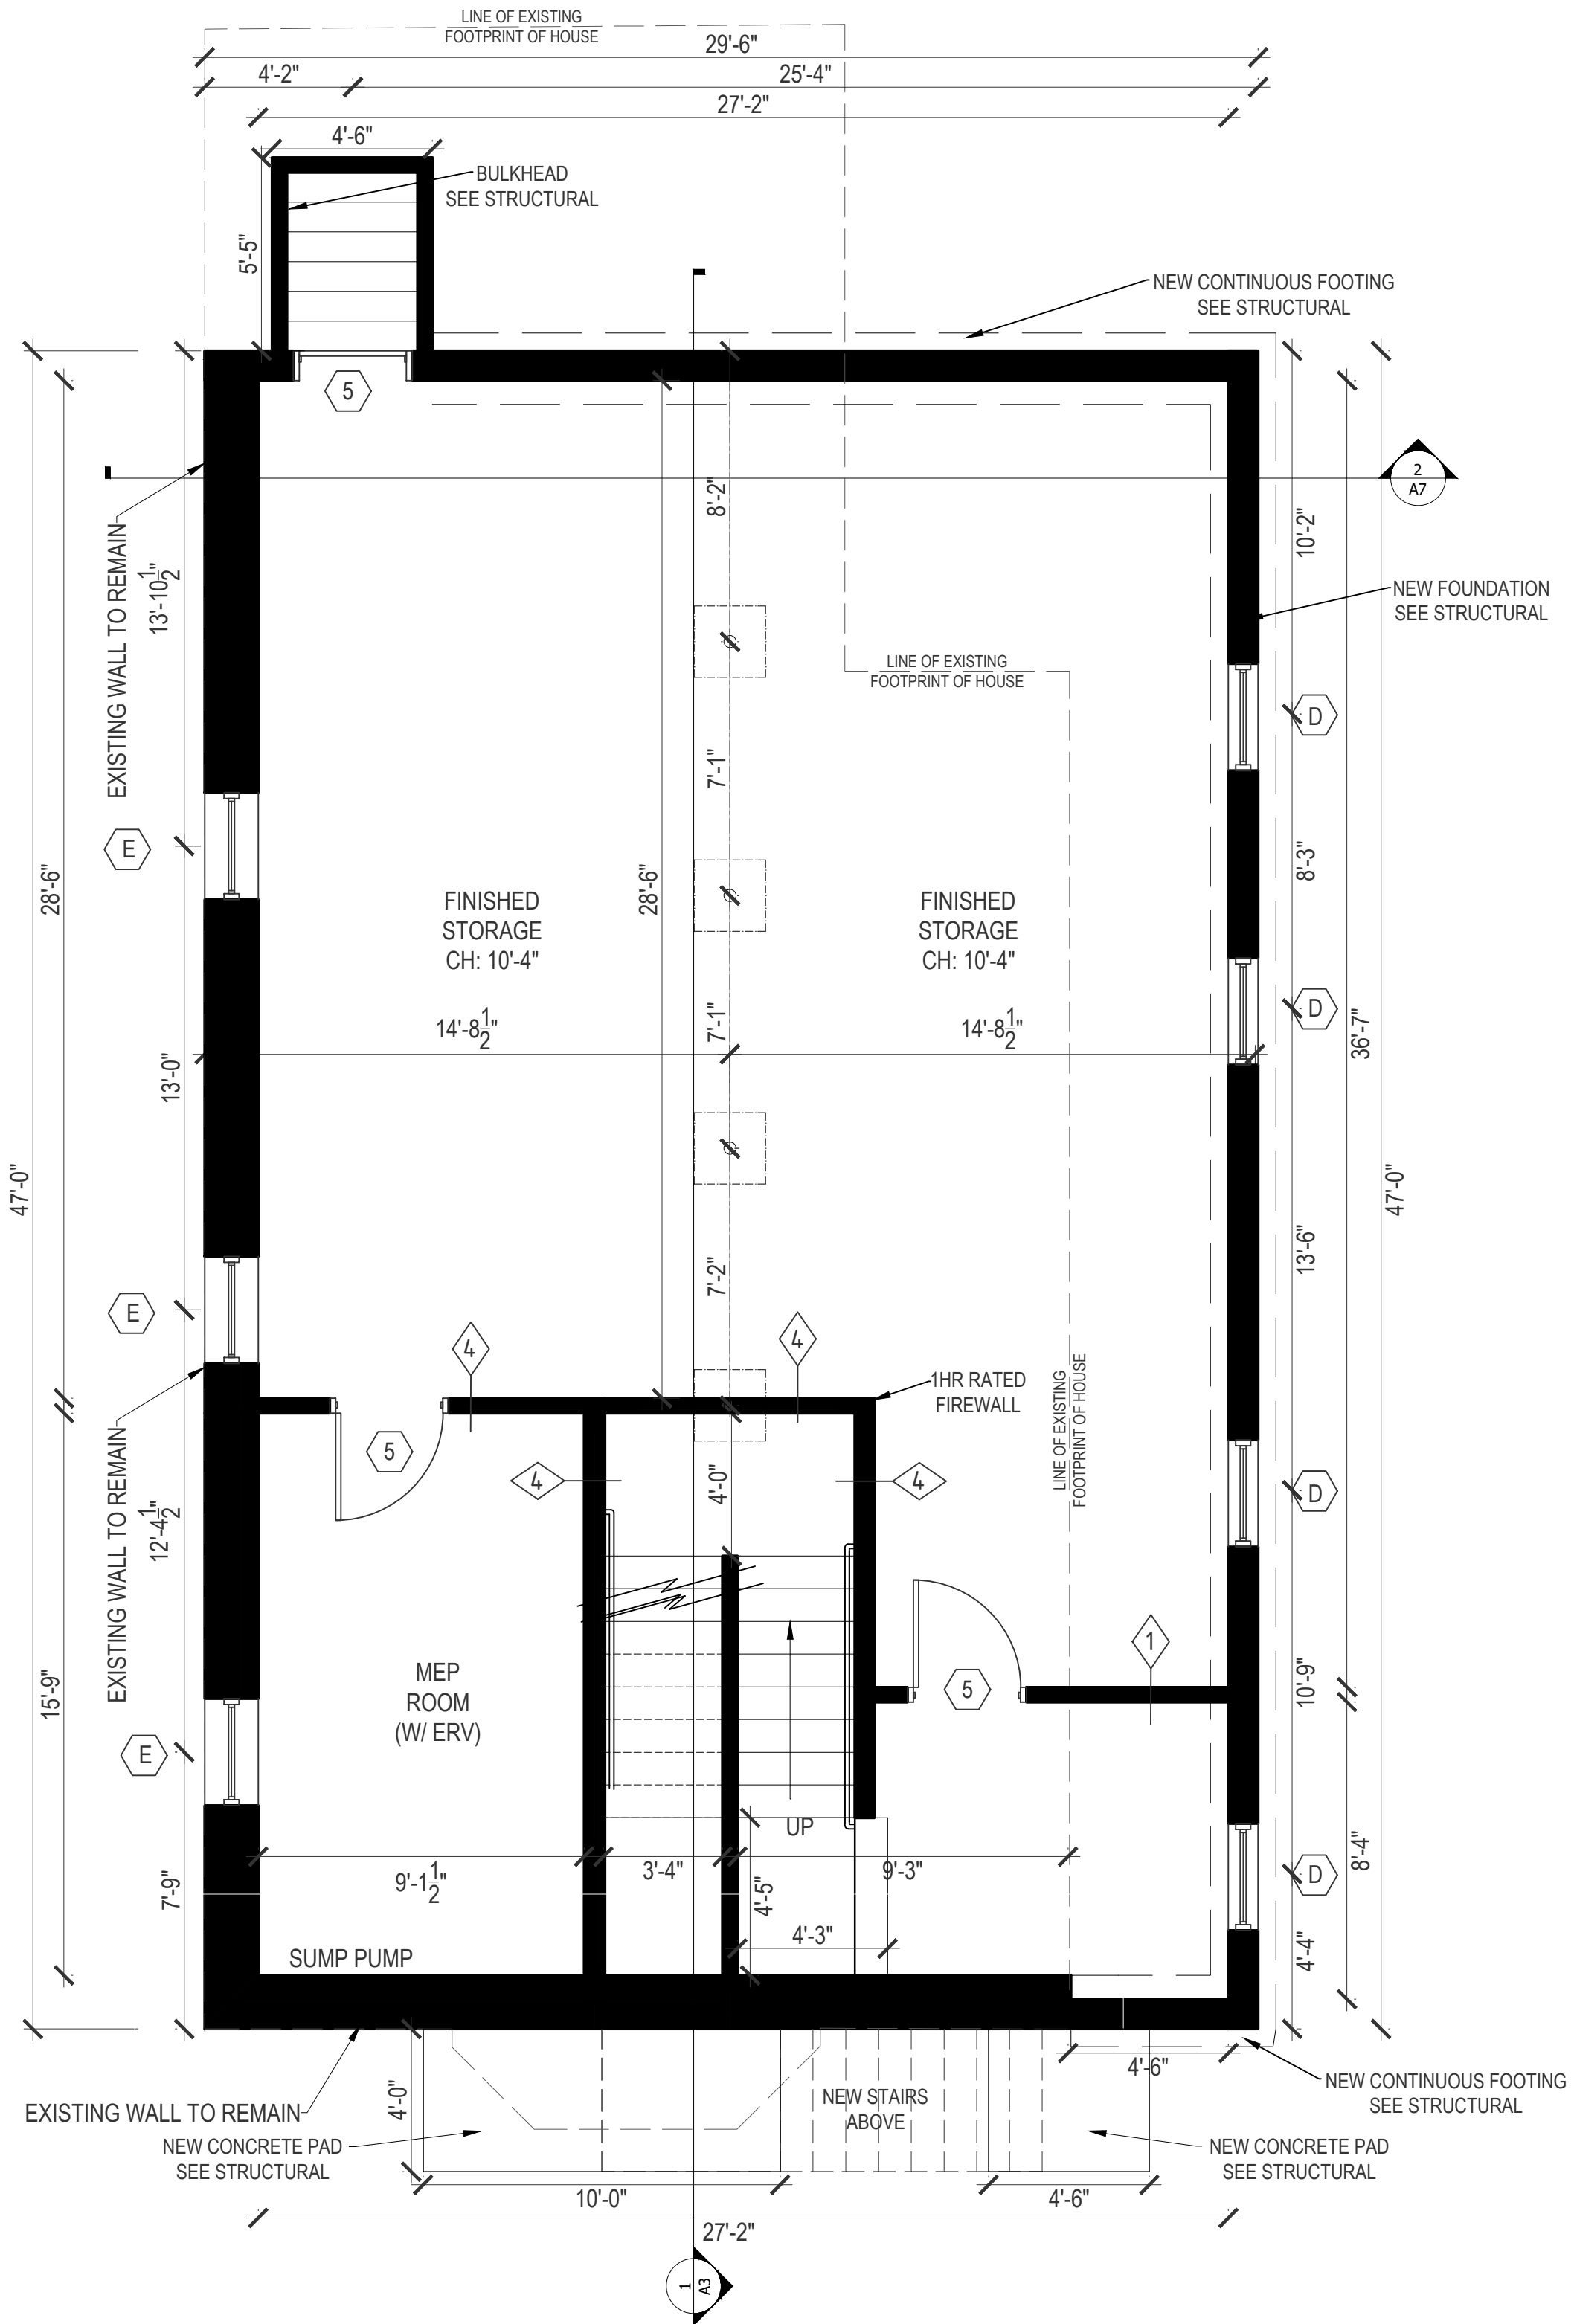 LINE OF EXISTING
FOOTPRINT OF HOUSE
29'-6"
4'-2"
25'-4"
27'-2"
4'-6"
BULKHEAD
SEE STRUCTURAL
5'-5"
NEW CONTINUOUS FOOTING
SEE STRUCTURAL
5
2
A7
8'-2"
10'-2"
EXISTING WALL TO REMAIN
13'-10 1/2"
NEW FOUNDATION
SEE STRUCTURAL
LINE OF EXISTING
FOOTPRINT OF HOUSE
D
7'-1"
E
8'-3"
28'-6"
28'-6"
FINISHED
STORAGE
CH: 10'-4"
FINISHED
STORAGE
CH: 10'-4"
14'-8 1/2"
7'-1"
14'-8 1/2"
D
36'-7"
13'-0"
47'-0"
47'-0"
13'-6"
7'-2"
E
4
4
1HR RATED
FIREWALL
LINE OF EXISTING
FOOTPRINT OF HOUSE
5
4
4
4'-0"
D
EXISTING WALL TO REMAIN
12'-4 1/2"
1
15'-9"
MEP
ROOM
(W/ ERV)
5
10'-9"
E
UP
7'-9"
9'-1 1/2"
3'-4"
9'-3"
4'-5"
D
8'-4"
4'-3"
4'-4"
SUMP PUMP
4'-6"
EXISTING WALL TO REMAIN
4'-0"
NEW STAIRS
ABOVE
NEW CONTINUOUS FOOTING
SEE STRUCTURAL
NEW CONCRETE PAD
SEE STRUCTURAL
NEW CONCRETE PAD
SEE STRUCTURAL
10'-0"
4'-6"
27'-2"
1
A3